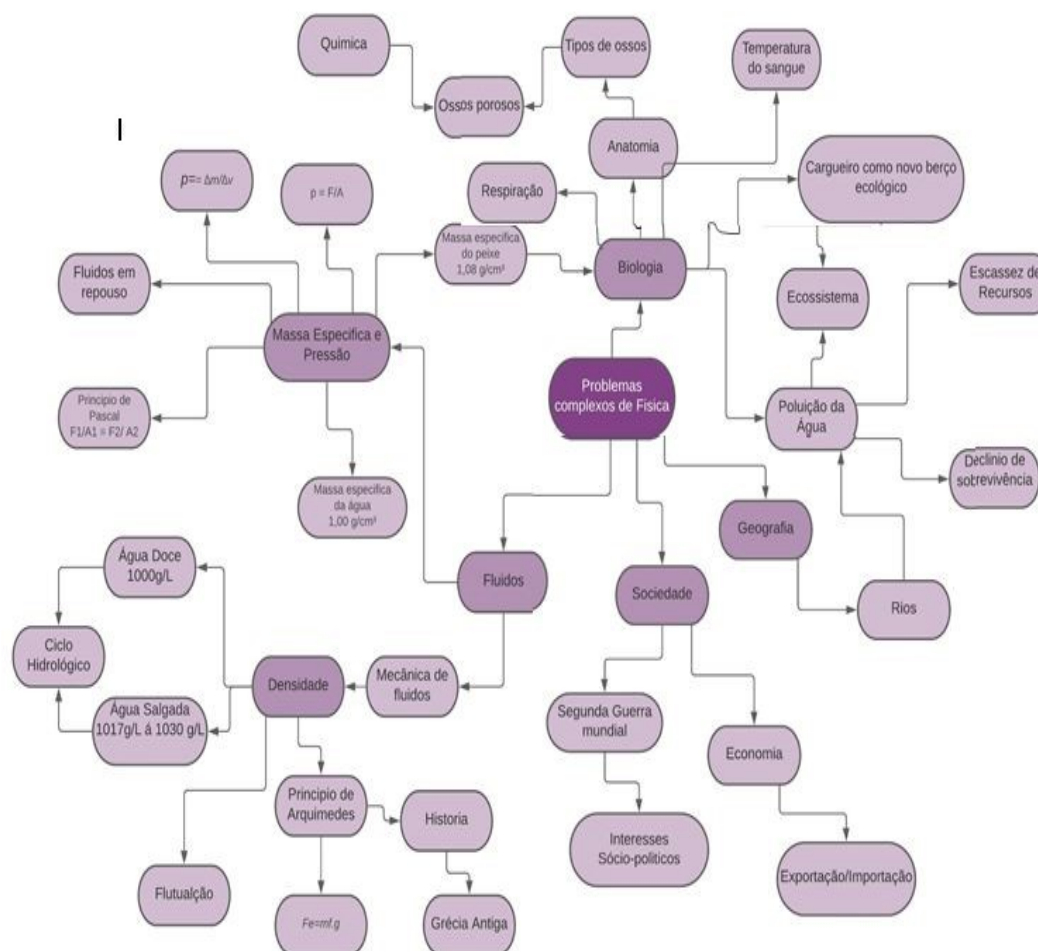 Quimica
Tipos de ossos
Temperatura
do sangue
Ossos porosos
Anatomia
Cargueiro como novo berço
ecológico
Respiração
p== Δm/Δv
p = F/A
Massa especifica
do peixe
1,08 g/cm³
Biologia
Fluidos em
repouso
Ecossistema
Escassez de
Recursos
Massa Especifica e
Pressão
Problemas
complexos de Fisica
Principio de
Pascal
F1/A1 = F2/ A2
Poluição da
Água
Declinio de
sobrevivência
Massa especifica
da água
1,00 g/cm³
Geografia
Água Doce
1000g/L
Fluidos
Sociedade
Rios
Ciclo
Hidrológico
Densidade
Mecânica de
fluidos
Água Salgada
1017g/L á 1030 g/L
Segunda Guerra
mundial
Economia
Principio de
Arquimedes
Historia
Interesses
Sócio-politicos
Exportação/Importação
Flutualção
Fe=mf.g
Grécia Antiga